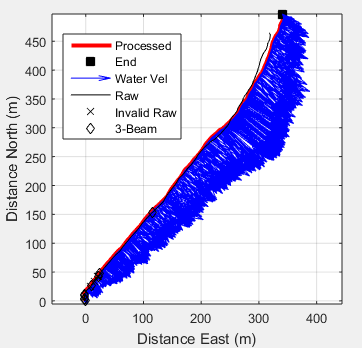 Processed
End
Water Vel
Raw
Invalid Raw
3-Beam
450
400
350
300
250
200
150
100
50
0
0 100 200 300 400
Distance North (m)
Distance East (m)